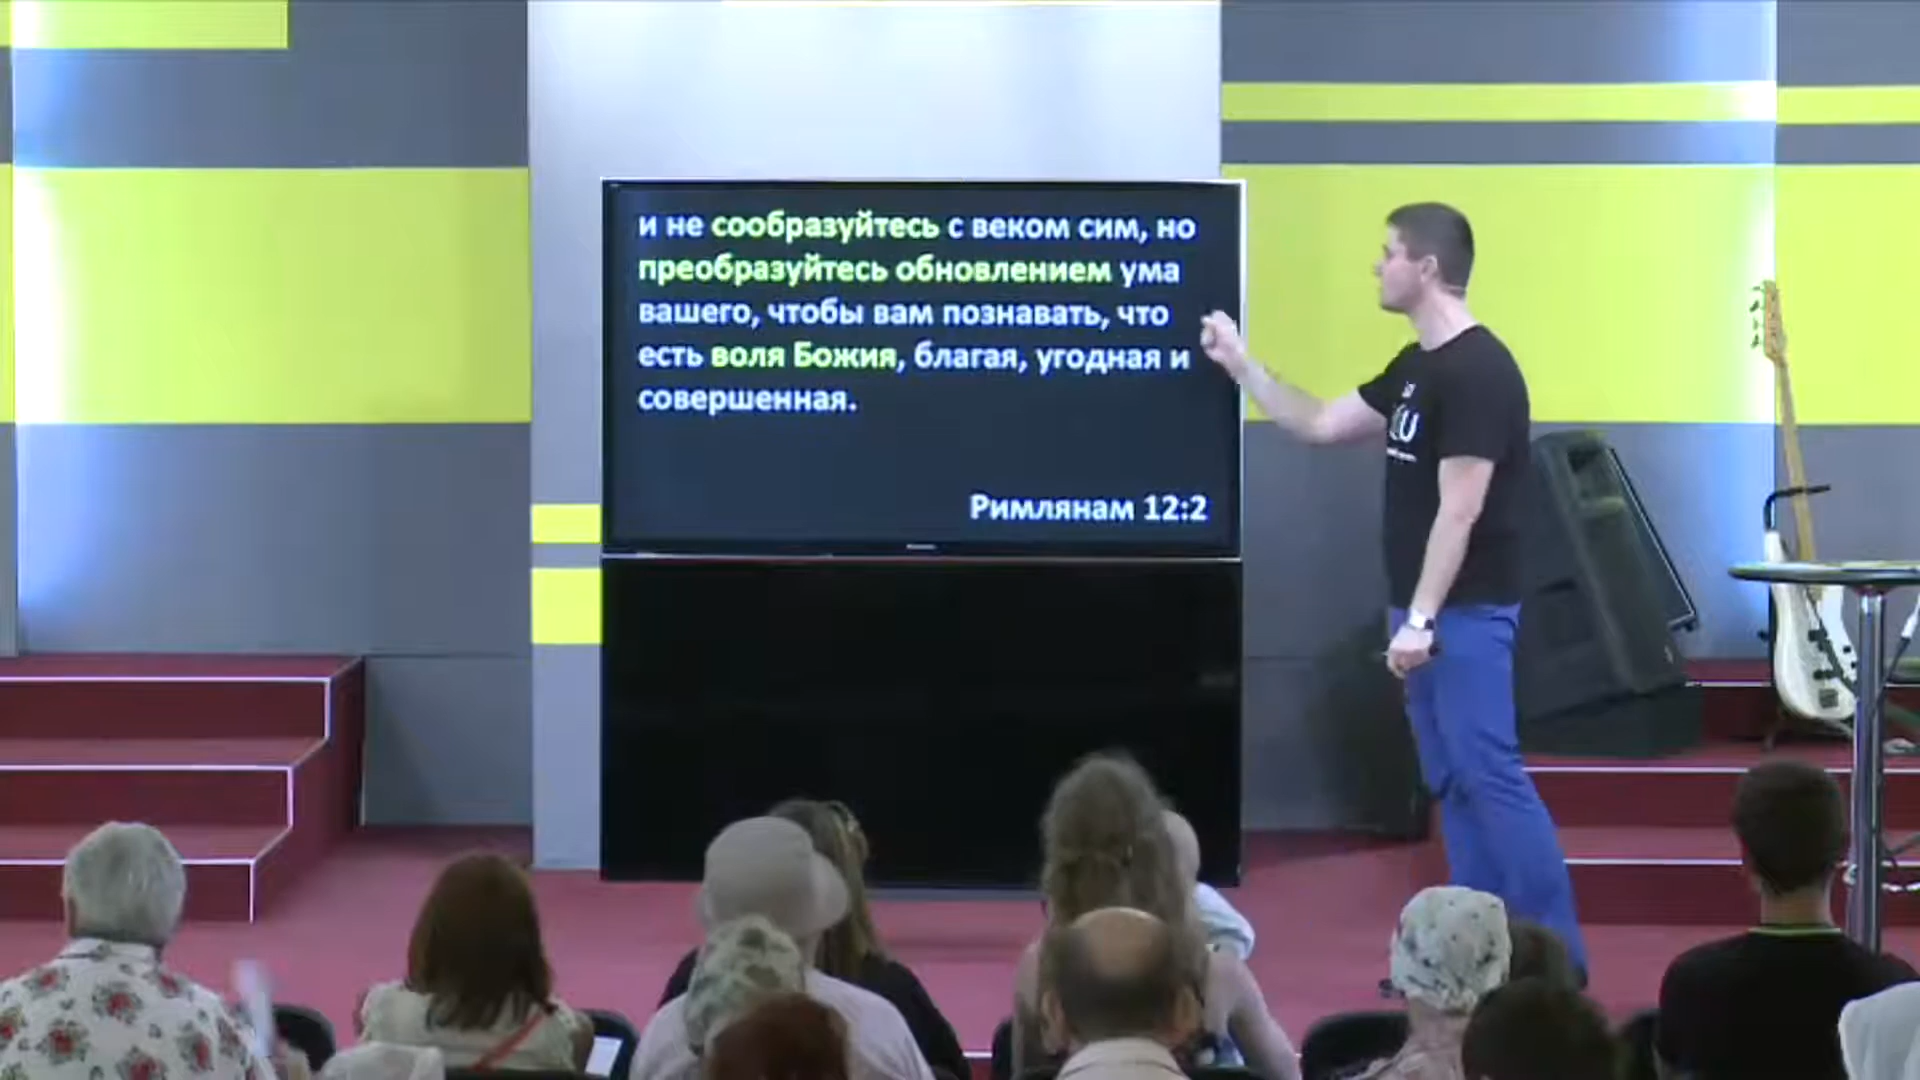 и не сообразуйтесь с веком сим, но
преобразуйтесь обновлением ума
вашего, чтобы вам познавать, что
есть воля Божия, благая, угодная и
совершенная.
Римлянам 12:2